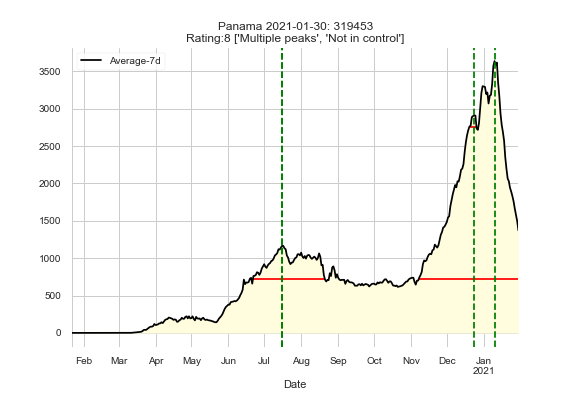 Panama 2021-01-30: 319453
Rating:8 ['Multiple peaks', 'Not in control']
Average-7d
3500
3000
2500
2000
1500
1000
500
0
Feb Mar Apr May Jun Jul Aug Sep Oct Nov Dec Jan
2021
Date